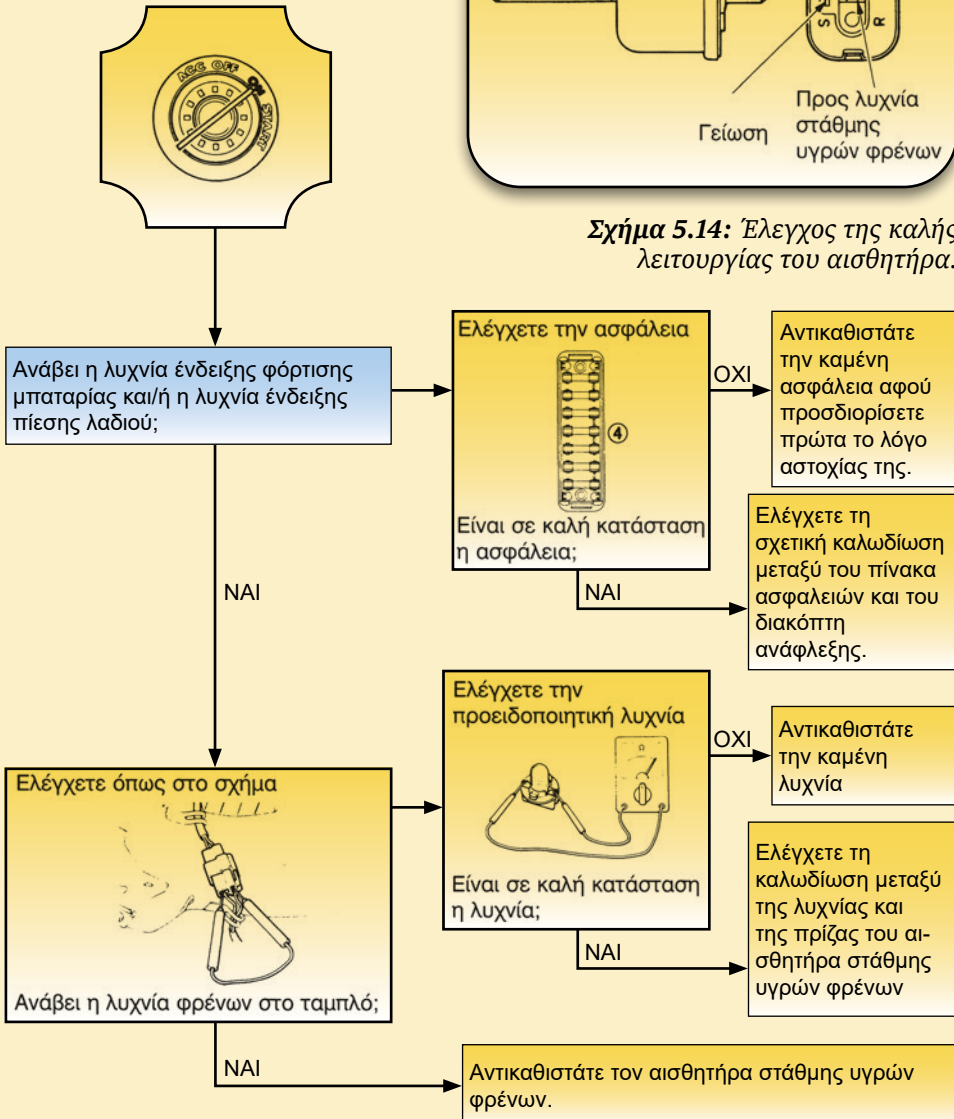 ACC OFF
ON
START
S
R
Γείωση
Προς λυχνία
στάθμης
υγρών φρένων
Σχήμα 5.14: Έλεγχος της καλής
λειτουργίας του αισθητήρα.
Ανάβει η λυχνία ένδειξης φόρτισης
μπαταρίας και/ή η λυχνία ένδειξης
πίεσης λαδιού;
Ελέγχετε την ασφάλεια
4
Είναι σε καλή κατάσταση
η ασφάλεια;
ΟΧΙ
Αντικαθιστάτε
την καμένη
ασφάλεια αφού
προσδιορίσετε
πρώτα το λόγο
αστοχίας της.
ΝΑΙ
Ελέγχετε τη
σχετική καλωδίωση
μεταξύ του πίνακα
ασφαλειών και του
διακόπτη
ανάφλεξης.
ΝΑΙ
Ελέγχετε όπως στο σχήμα
Ανάβει η λυχνία φρένων στο ταμπλό;
Ελέγχετε την
προειδοποιητική λυχνία
Ω
Είναι σε καλή κατάσταση
η λυχνία;
ΟΧΙ
Αντικαθιστάτε
την καμένη
λυχνία
ΝΑΙ
Ελέγχετε τη
καλωδίωση μεταξύ
της λυχνίας και
της πρίζας του αι-
σθητήρα στάθμης
υγρών φρένων
ΝΑΙ
Αντικαθιστάτε τον αισθητήρα στάθμης υγρών
φρένων.